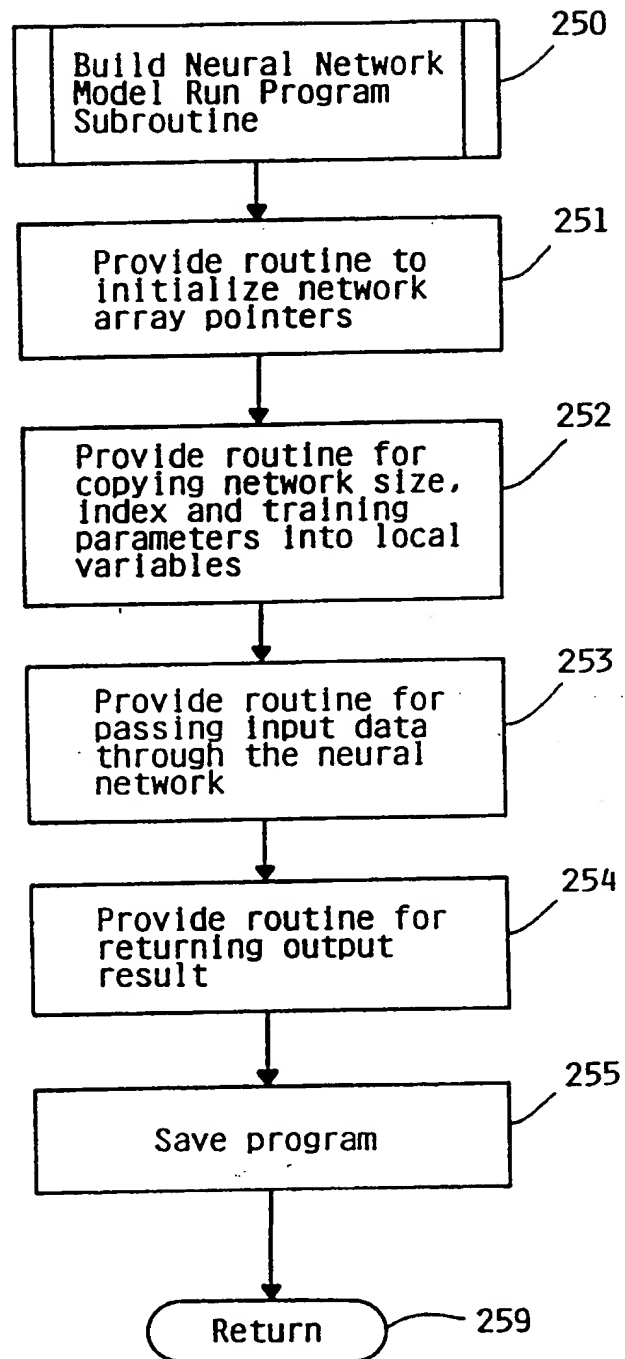 250
Build Neural Network
Model Run Program
Subroutine
251
Provide routine to
initialize network
array pointers
252
Provide routine for
copying network size,
index and training
parameters into local
variables
253
Provide routine for
passing input data
through the neural
network
254
Provide routine for
returning output
result
255
Save program
Return
259